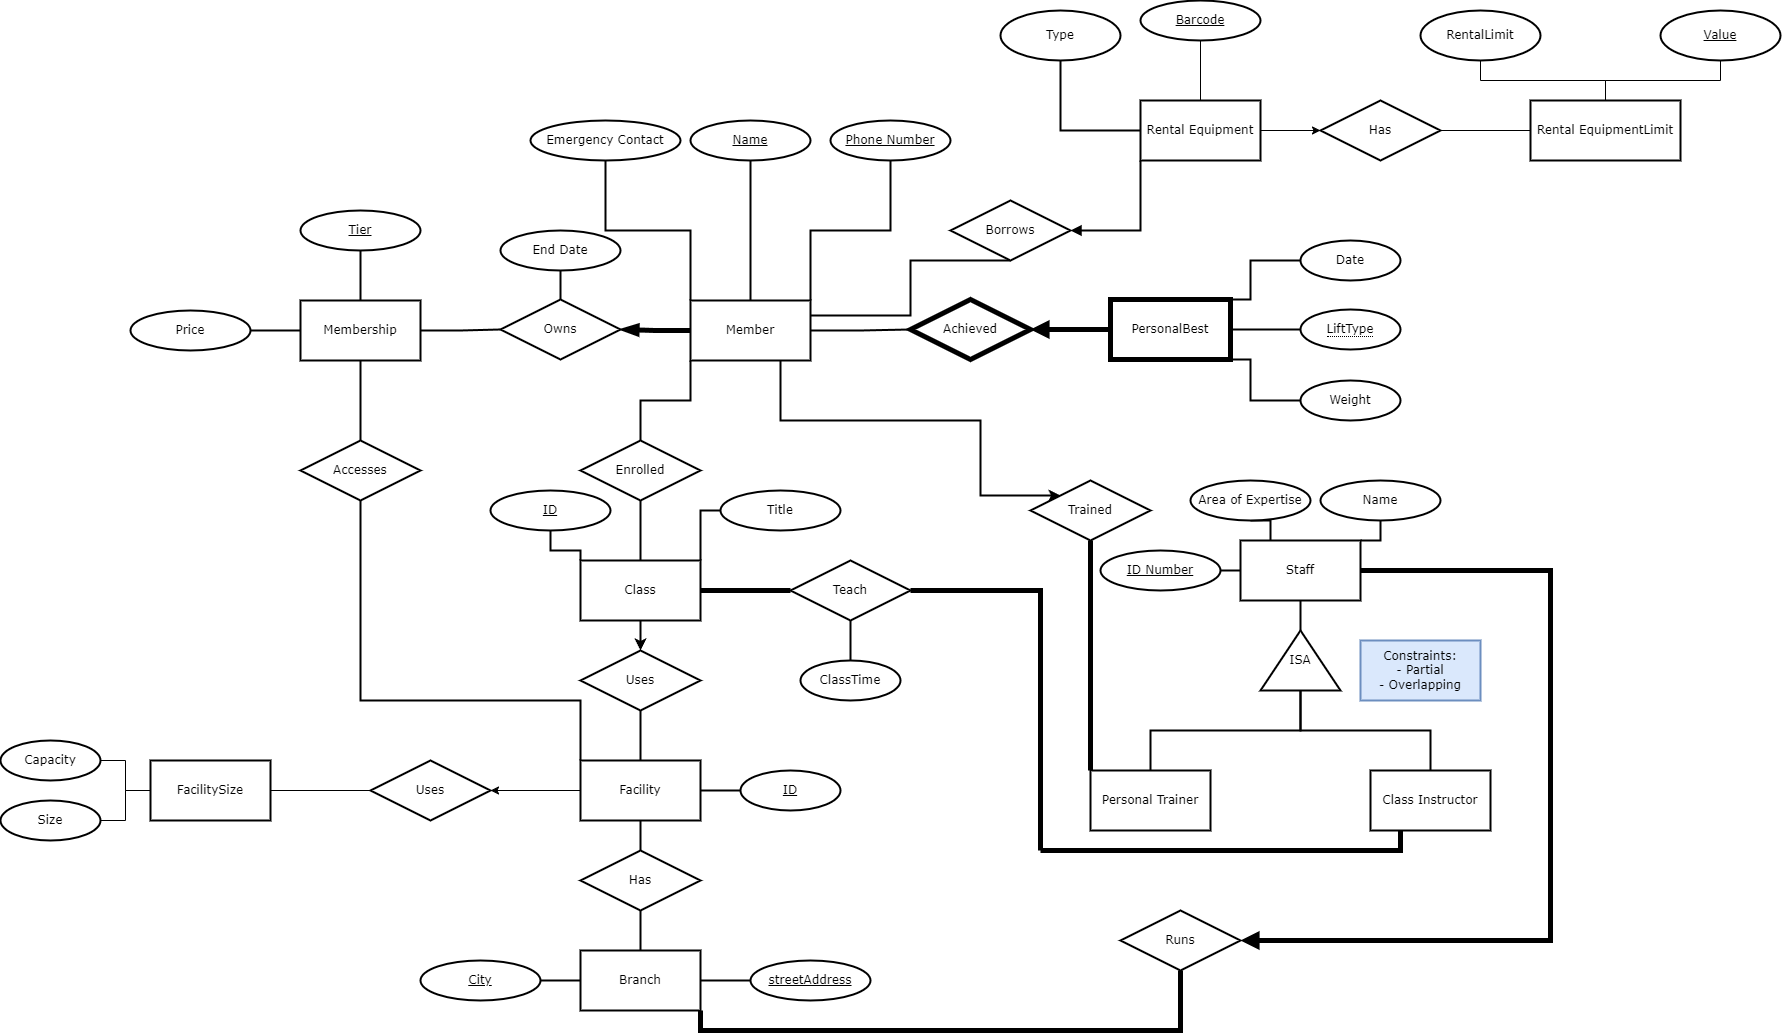 Barcode
Type
RentalLimit
Value
Rental Equipment
Has
Rental EquipmentLimit
Emergency Contact
Name
Phone Number
Tier
End Date
Borrows
Date
Price
Membership
Owns
Member
Achieved
PersonalBest
LiftType
Weight
Accesses
Enrolled
ID
Title
Trained
Area of Expertise
Name
Class
Teach
ID Number
Staff
Uses
ClassTime
ISA
Constraints:
- Partial
- Overlapping
Capacity
Size
FacilitySize
Uses
Facility
ID
Personal Trainer
Class Instructor
Has
Runs
City
Branch
streetAddress